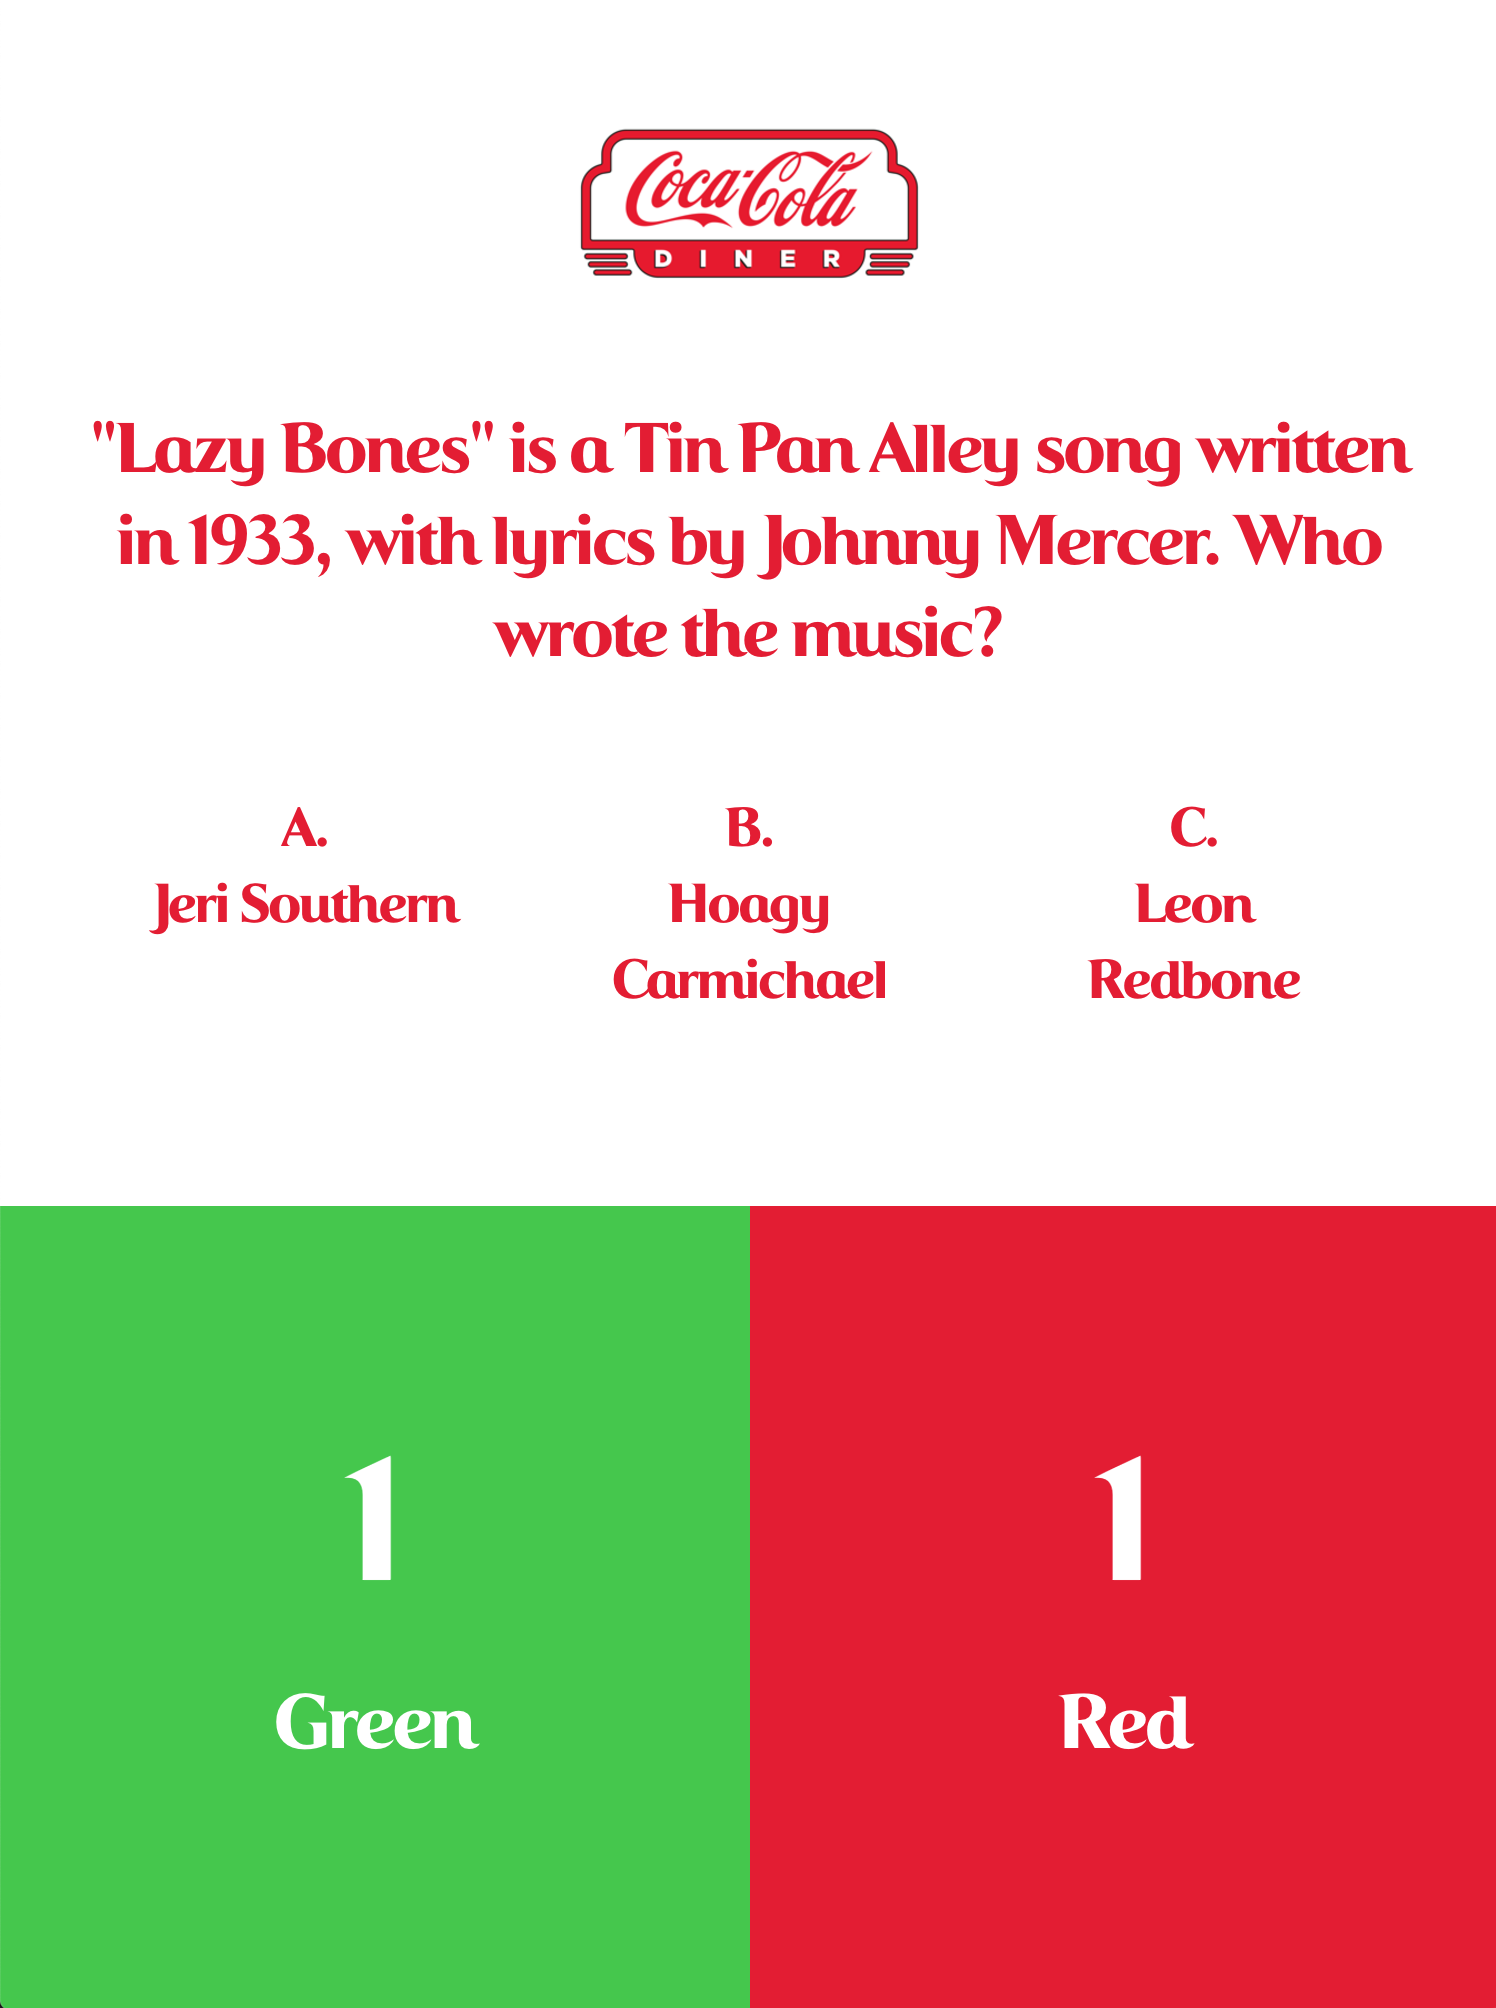 Coca-Cola
DINER
"Lazy Bones" is a Tin Pan Alley song written
in 1933, with lyrics by Johnny Mercer. Who
wrote the music?
A.
Jeri Southern
B.
Hoagy
Carmichael
C.
Leon
Redbone
1
Green
1
Red